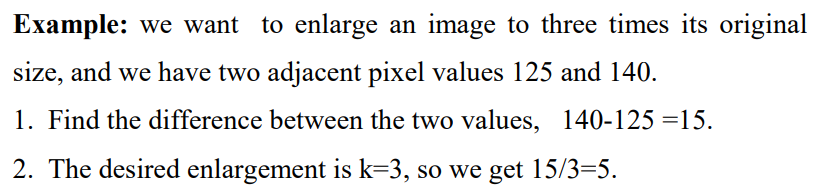 Example: we want to enlarge an image to three times its original
size, and we have two adjacent pixel values 125 and 140.
1. Find the difference between the two values, 140-125 =15.
2. The desired enlargement is k=3, so we get 15/3=5.